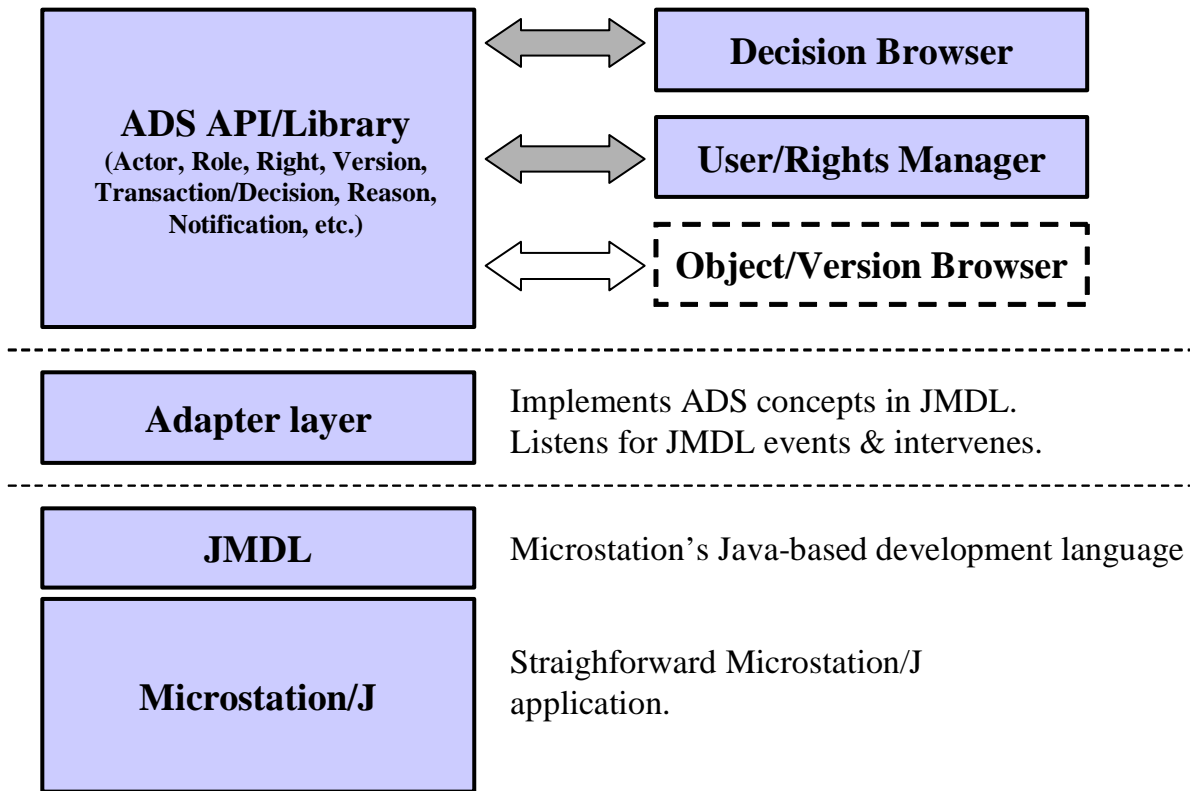 ADS API/Library
(Actor, Role, Right, Version,
Transaction/Decision, Reason,
Notification, etc.)
Decision Browser
User/Rights Manager
Object/Version Browser
Adapter layer
Implements ADS concepts in JMDL.
Listens for JMDL events & intervenes.
JMDL
Microstation’s Java-based development language
Microstation/J
Straighforward Microstation/J
application.